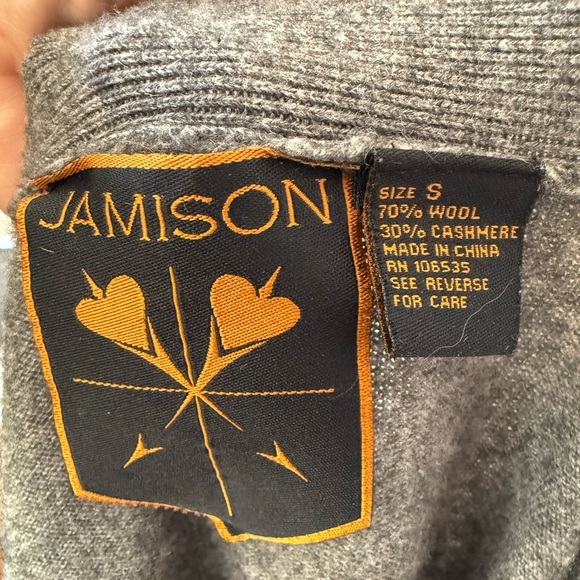 JAMISON
SIZE S
70% WOOL
30% CASHMERE
MADE IN CHINA
RN 106535
SEE REVERSE
FOR CARE